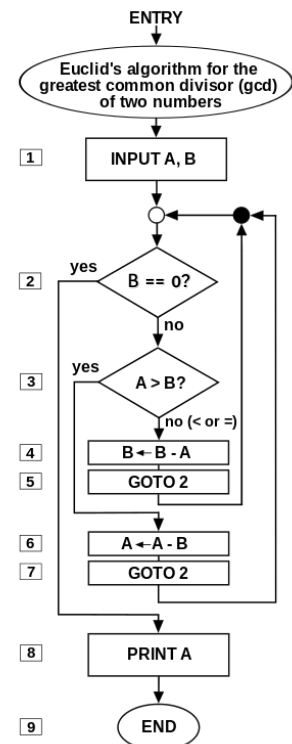 ENTRY
Euclid's algorithm for the
greatest common divisor (gcd)
of two numbers
1
INPUT A, B
2
yes
B == 0?
no
3
yes
A > B?
no (< or =)
4
B←B - A
5
GOTO 2
6
A←A - B
7
GOTO 2
8
PRINT A
9
END